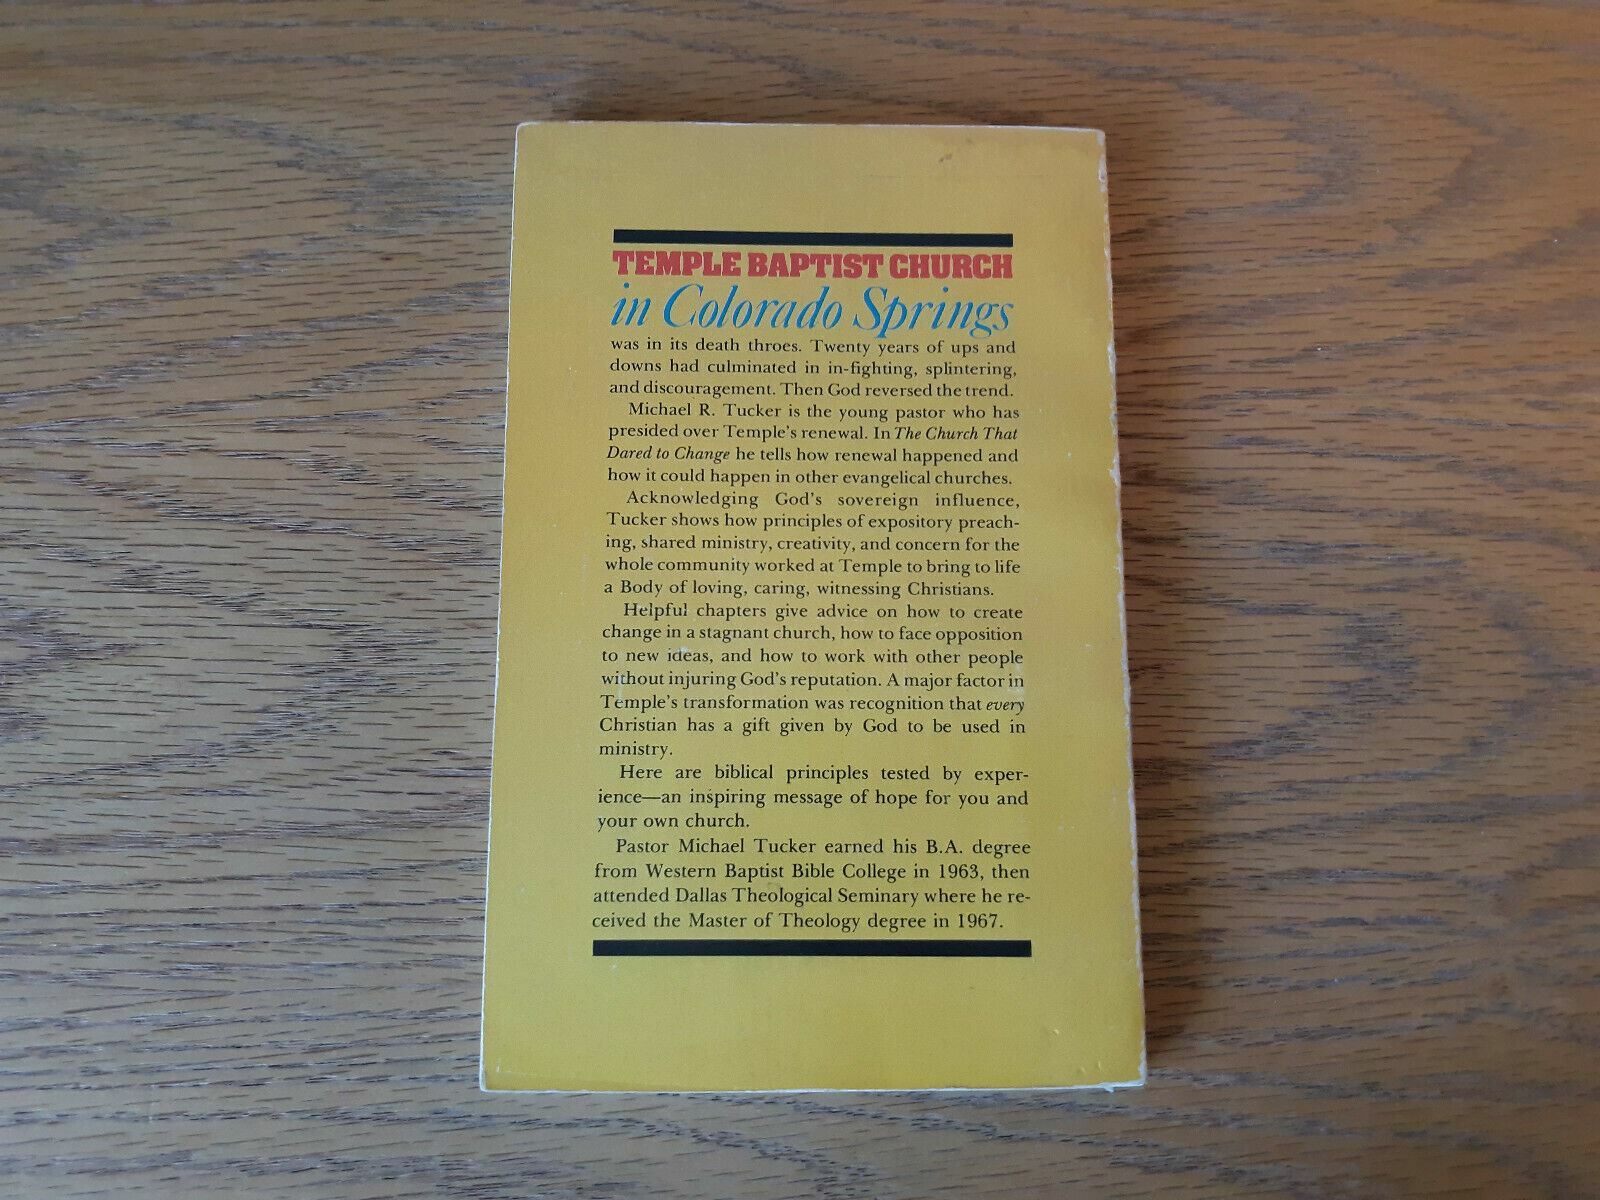 TEMPLE BAPTIST CHURCH
in Colorado Springs
was in its death throes. Twenty years of ups and
downs had culminated in in-fighting, splintering,
and discouragement. Then God reversed the trend.
Michael R. Tucker is the young pastor who has
presided over Temple's renewal. In The Church That
Dared to Change he tells how renewal happened and
how it could happen in other evangelical churches.
Acknowledging God's sovereign influence,
Tucker shows how principles of expository preach-
ing, shared ministry, creativity, and concern for the
whole community worked at Temple to bring to life
a Body of loving, caring, witnessing Christians.
Helpful chapters give advice on how to create
change in a stagnant church, how to face opposition
to new ideas, and how to work with other people
without injuring God's reputation. A major factor in
Temple's transformation was recognition that every
Christian has a gift given by God to be used in
ministry.
Here are biblical principles tested by exper-
ience—an inspiring message of hope for you and
your own church.
Pastor Michael Tucker earned his B.A. degree
from Western Baptist Bible College in 1963, then
attended Dallas Theological Seminary where he re-
ceived the Master of Theology degree in 1967.